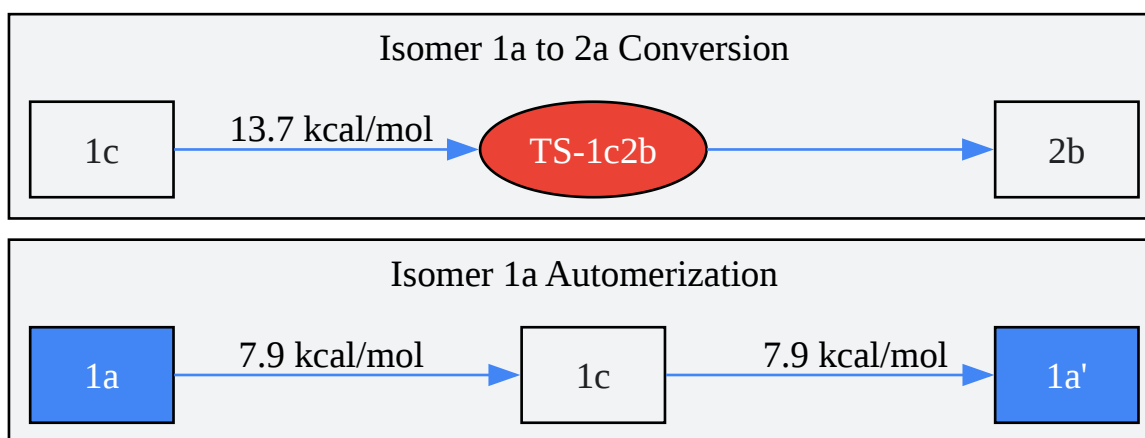 Isomer 1a to 2a Conversion
1c
13.7 kcal/mol
TS-1c2b
2b
Isomer 1a Automerization
1a
7.9 kcal/mol
1c
7.9 kcal/mol
1a'